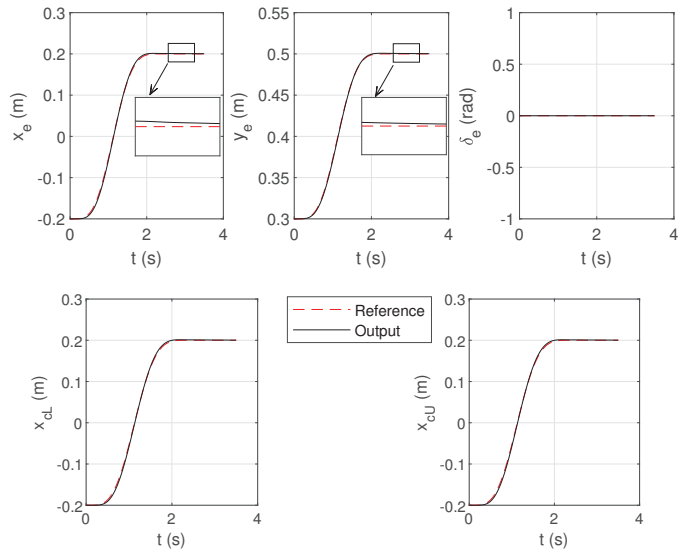 0.3
0.2
0.1
0
-0.1
-0.2
x_e (m)
0 2 4
t (s)
0.55
0.5
0.45
0.4
0.35
0.3
y_e (m)
0 2 4
t (s)
1
0.5
0
-0.5
-1
δ_e (rad)
0 2 4
t (s)
0.3
0.2
0.1
0
-0.1
-0.2
x_cL (m)
0 2 4
t (s)
Reference
Output
0.3
0.2
0.1
0
-0.1
-0.2
x_cU (m)
0 2 4
t (s)